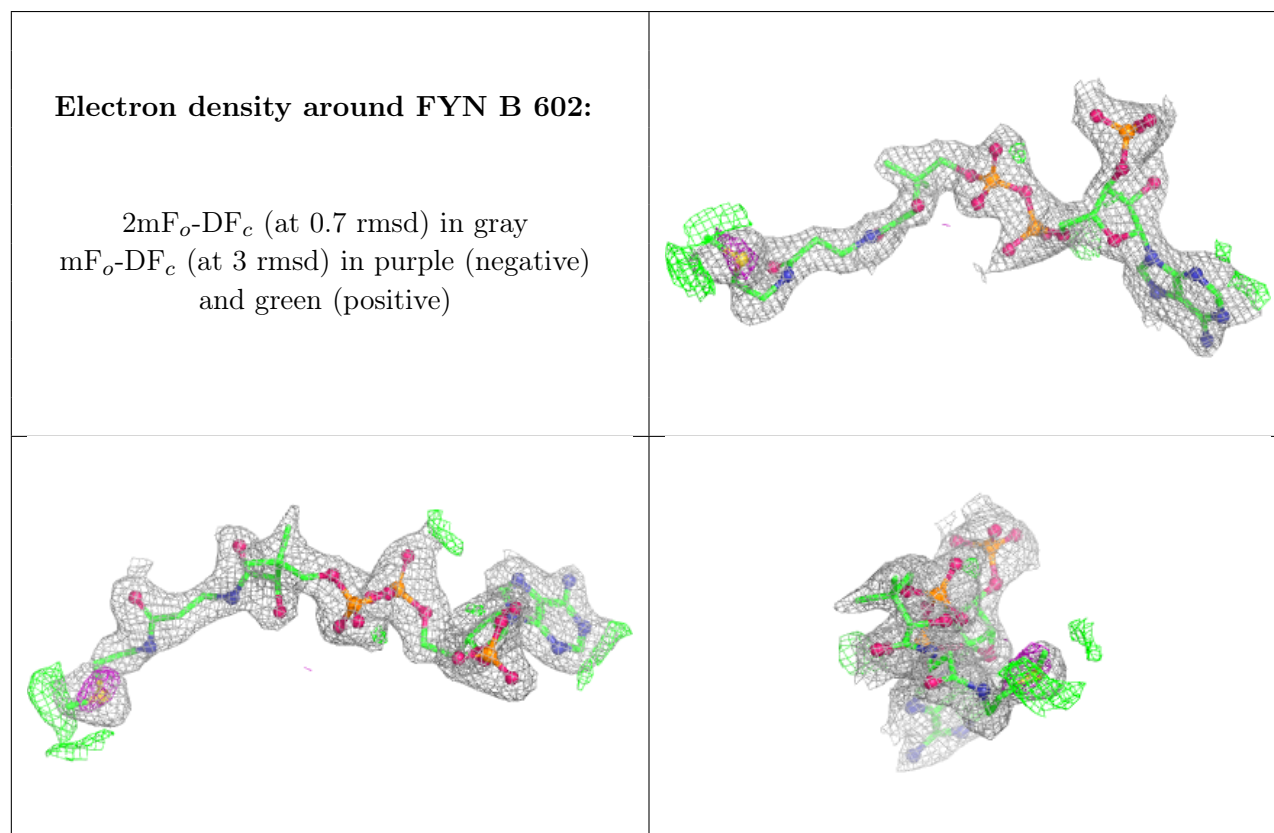 Electron density around FYN B 602:
2mFo-DFc (at 0.7 rmsd) in gray
mFo-DFc (at 3 rmsd) in purple (negative)
and green (positive)